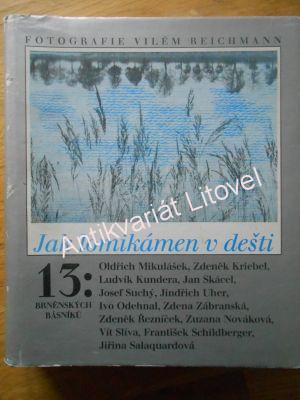 FOTOGRAFIE VILÉM REICHMANN
Jak lomikámen v dešti
Antikvariát Litovel
13:
BRNĚNSKÝCH
BÁSNÍKŮ
Oldřich Mikulášek, Zdeněk Kriebel,
Ludvík Kundera, Jan Skácel,
Josef Suchý, Jindřich Uher,
Ivo Odehnal, Zdena Zábranská,
Zdeněk Řezníček, Zuzana Nováková,
Vít Slíva, František Schildberger,
Jiřina Salaquardová